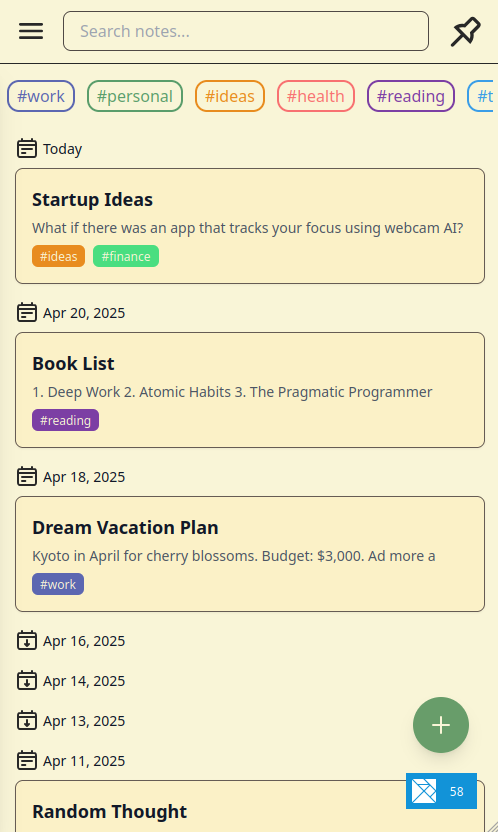 Search notes...
#work #personal #ideas #health #reading #t
Today
Startup Ideas
What if there was an app that tracks your focus using webcam AI?
#ideas #finance
Apr 20, 2025
Book List
1. Deep Work 2. Atomic Habits 3. The Pragmatic Programmer
#reading
Apr 18, 2025
Dream Vacation Plan
Kyoto in April for cherry blossoms. Budget: $3,000. Ad more a
#work
Apr 16, 2025
Apr 14, 2025
Apr 13, 2025
Apr 11, 2025
58
Random Thought